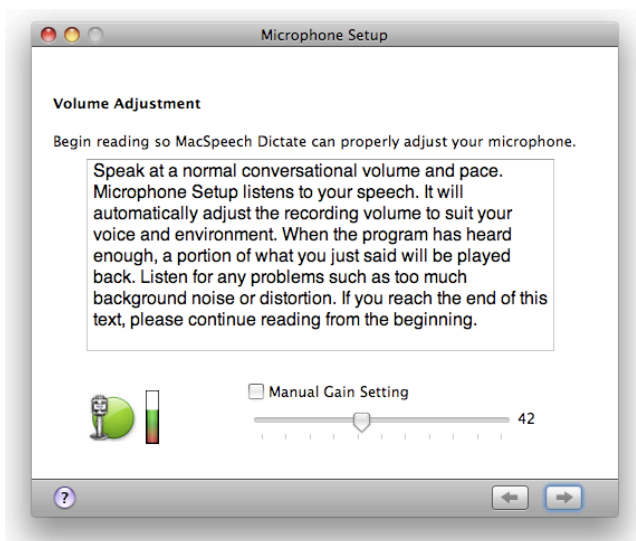 Microphone Setup
Volume Adjustment
Begin reading so MacSpeech Dictate can properly adjust your microphone.
Speak at a normal conversational volume and pace.
Microphone Setup listens to your speech. It will
automatically adjust the recording volume to suit your
voice and environment. When the program has heard
enough, a portion of what you just said will be played
back. Listen for any problems such as too much
background noise or distortion. If you reach the end of this
text, please continue reading from the beginning.
Manual Gain Setting
42
?